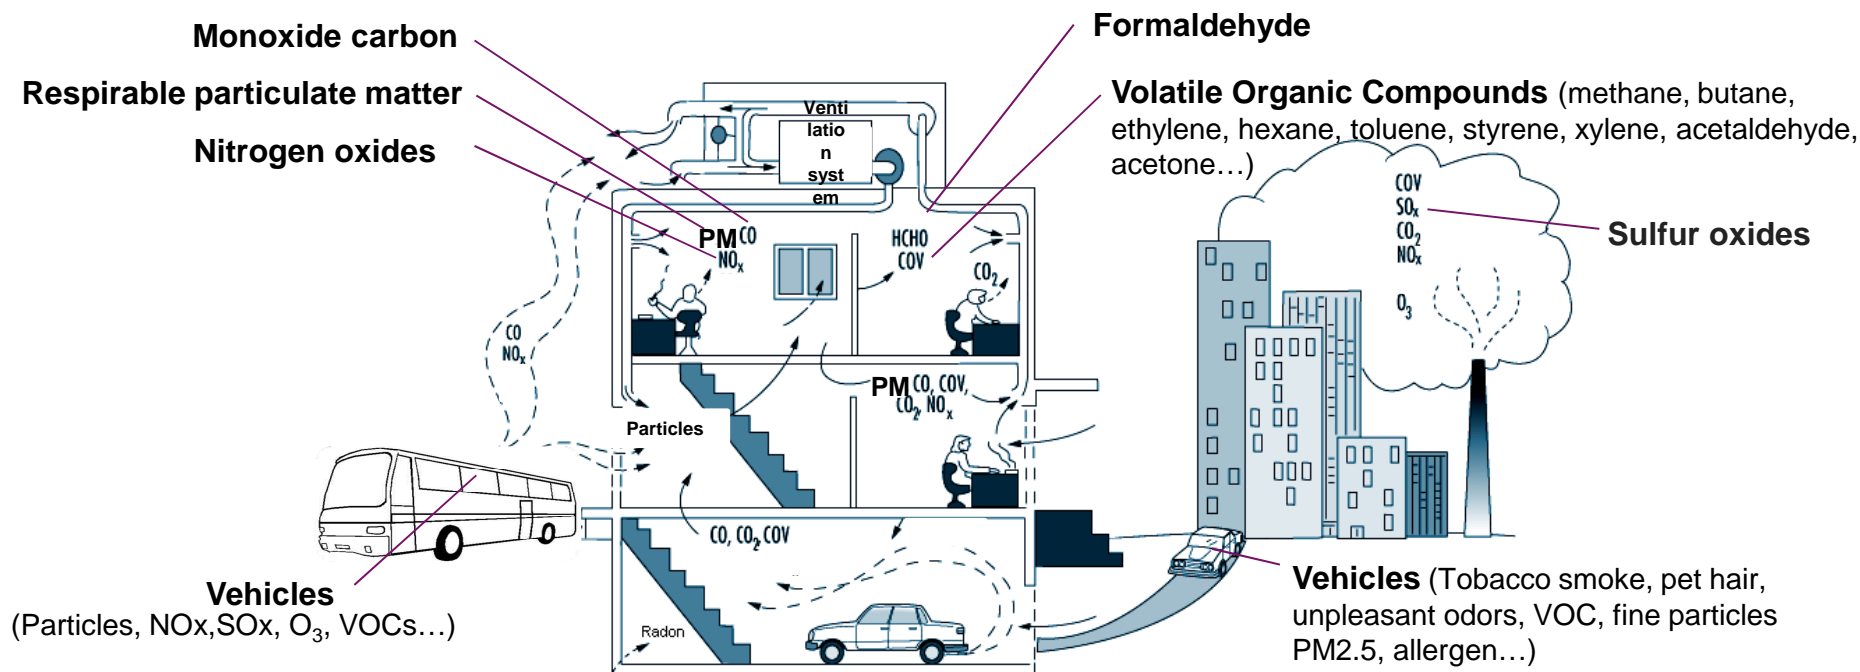 Monoxide carbon
Respirable particulate matter
Nitrogen oxides
Formaldehyde
Volatile Organic Compounds (methane, butane,
ethylene, hexane, toluene, styrene, xylene, acetaldehyde,
acetone…)
Venti
latio
n
syst
em
COV
SOx
CO2
NOx
O3
Sulfur oxides
PM CO
NOx
HCHO
COV
CO2
CO
NOx
PM CO, COV,
CO2, NOx
Particles
CO, CO2, COV
Radon
Vehicles
(Particles, NOx,SOx, O3, VOCs…)
Vehicles (Tobacco smoke, pet hair,
unpleasant odors, VOC, fine particles
PM2.5, allergen…)